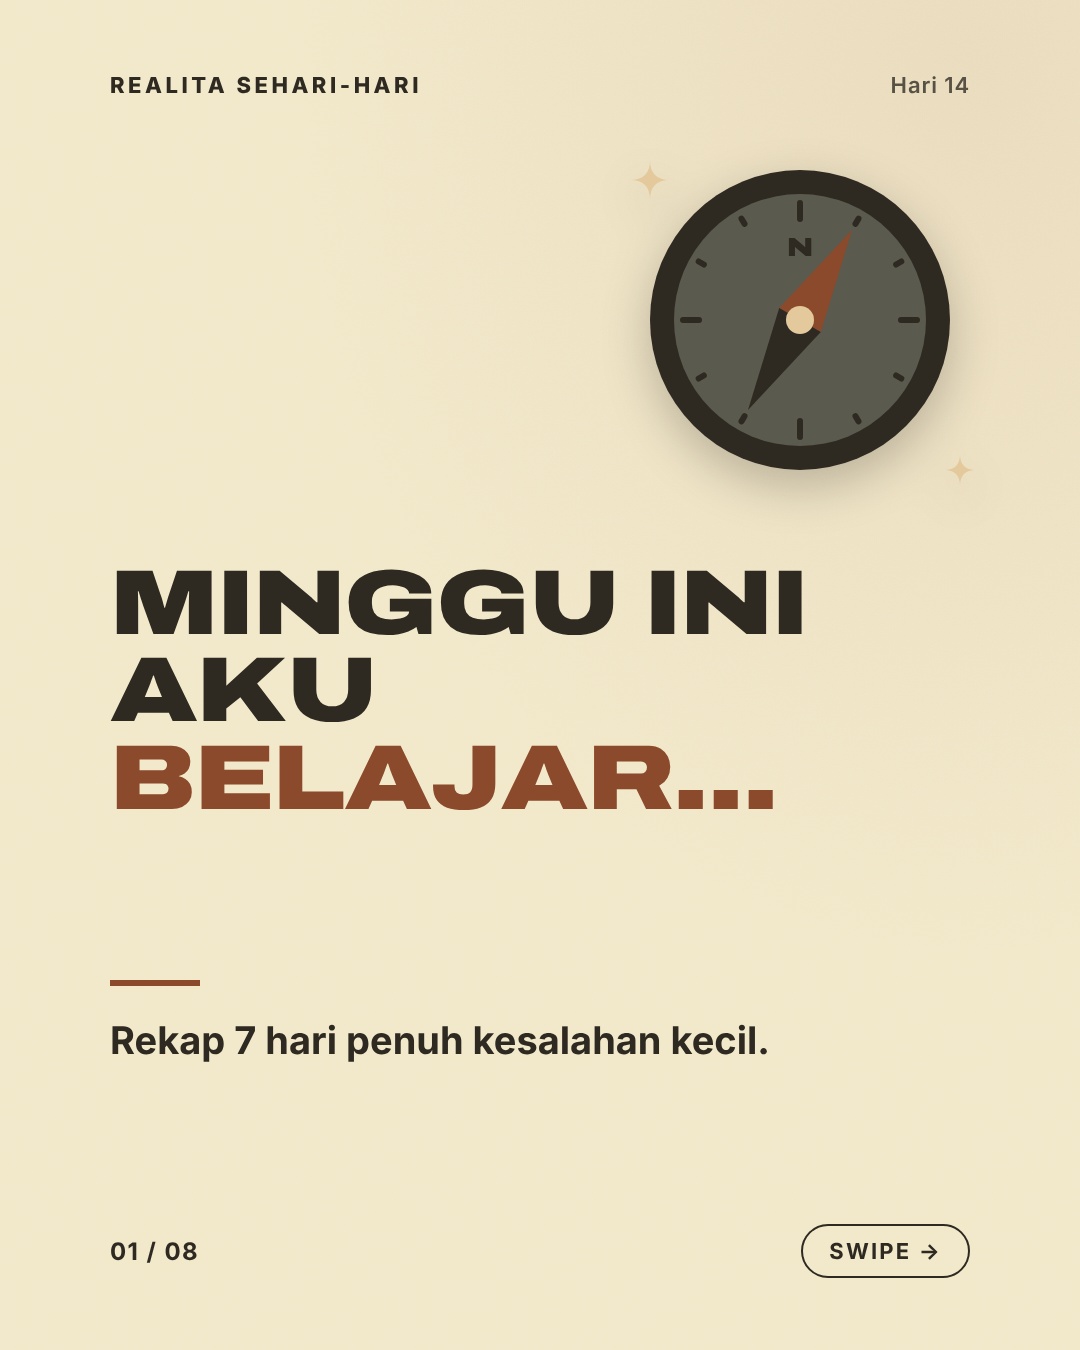 REALITA SEHARI-HARI
Hari 14
N
MINGGU INI
AKU
BELAJAR...
Rekap 7 hari penuh kesalahan kecil.
01 / 08
SWIPE →